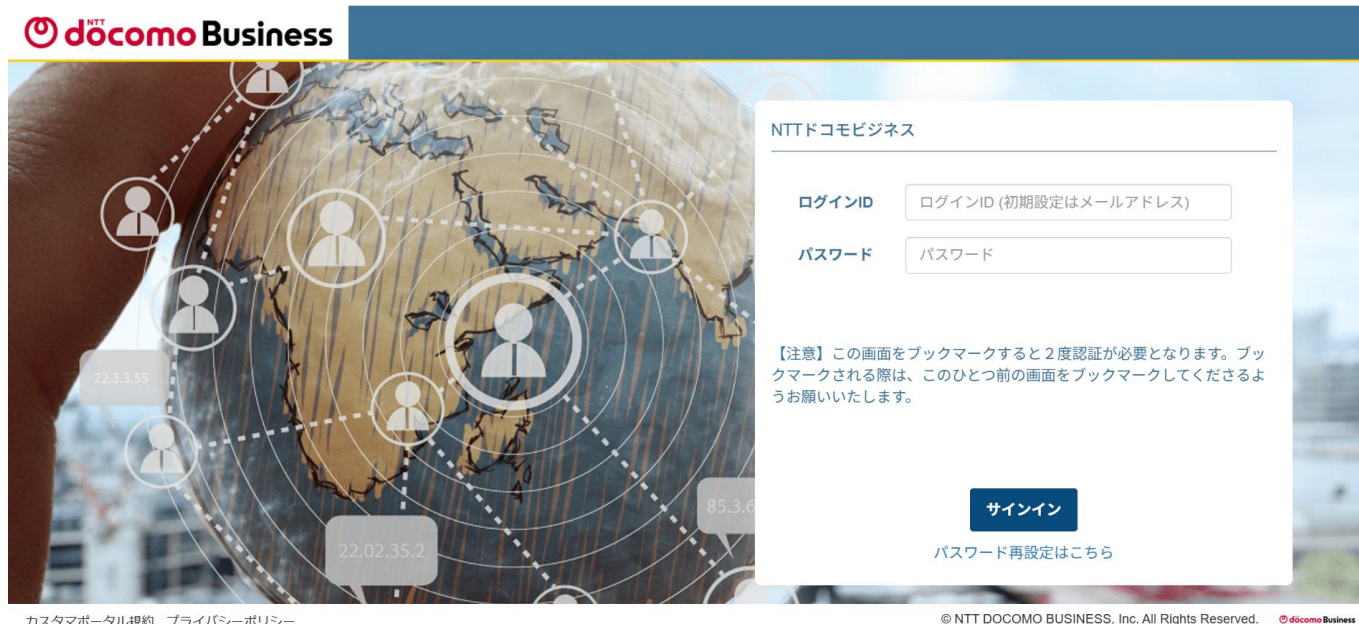 NTT
döcomo Business
NTTドコモビジネス
ログインID
ログインID (初期設定はメールアドレス)
パスワード
パスワード
【注意】この画面をブックマークすると２度認証が必要となります。ブッ
クマークされる際は、このひとつ前の画面をブックマークしてくださるよ
うお願いいたします。
22.3.3.55
85.3.6
22.02.35.2
サインイン
パスワード再設定はこちら
カスタマポータル規約 プライバシーポリシー
© NTT DOCOMO BUSINESS, Inc. All Rights Reserved.
döcomo Business